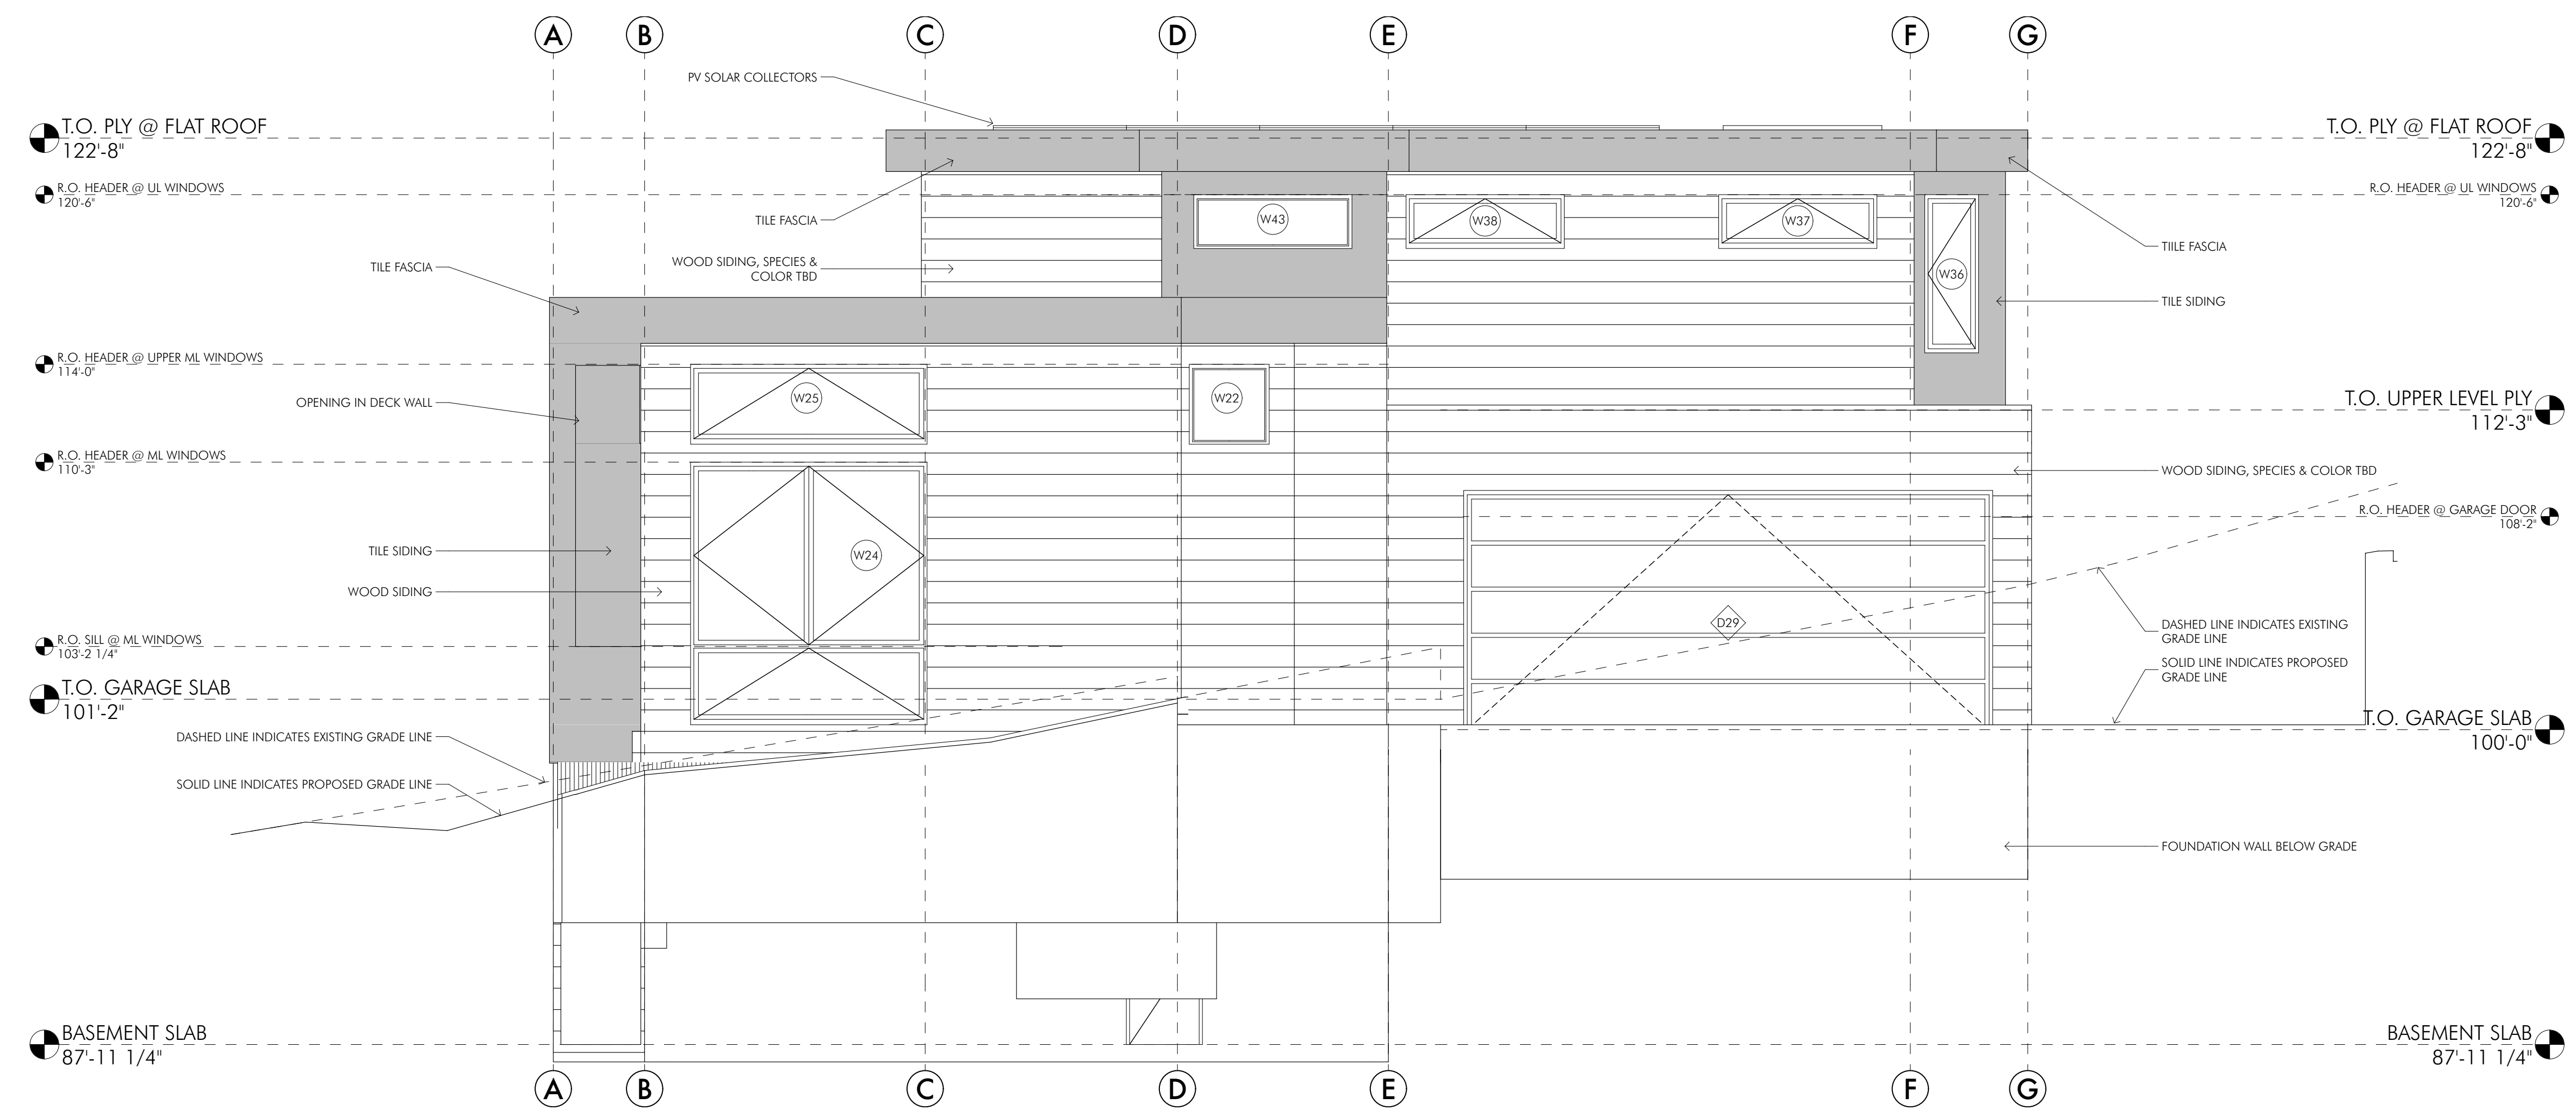 A B C D E F G
PV SOLAR COLLECTORS
T.O. PLY @ FLAT ROOF
122'-8"
T.O. PLY @ FLAT ROOF
122'-8"
R.O. HEADER @ UL WINDOWS
120'-6"
R.O. HEADER @ UL WINDOWS
120'-6"
TILE FASCIA
W43
W38
W37
TIILE FASCIA
WOOD SIDING, SPECIES &
COLOR TBD
TILE FASCIA
W36
TILE SIDING
R.O. HEADER @ UPPER ML WINDOWS
114'-0"
OPENING IN DECK WALL
W25
W22
T.O. UPPER LEVEL PLY
112'-3"
R.O. HEADER @ ML WINDOWS
110'-3"
WOOD SIDING, SPECIES & COLOR TBD
R.O. HEADER @ GARAGE DOOR
108'-2"
TILE SIDING
W24
WOOD SIDING
D29
DASHED LINE INDICATES EXISTING
GRADE LINE
R.O. SILL @ ML WINDOWS
103'-2 1/4"
SOLID LINE INDICATES PROPOSED
GRADE LINE
T.O. GARAGE SLAB
101'-2"
T.O. GARAGE SLAB
100'-0"
DASHED LINE INDICATES EXISTING GRADE LINE
SOLID LINE INDICATES PROPOSED GRADE LINE
FOUNDATION WALL BELOW GRADE
BASEMENT SLAB
87'-11 1/4"
BASEMENT SLAB
87'-11 1/4"
A B C D E F G